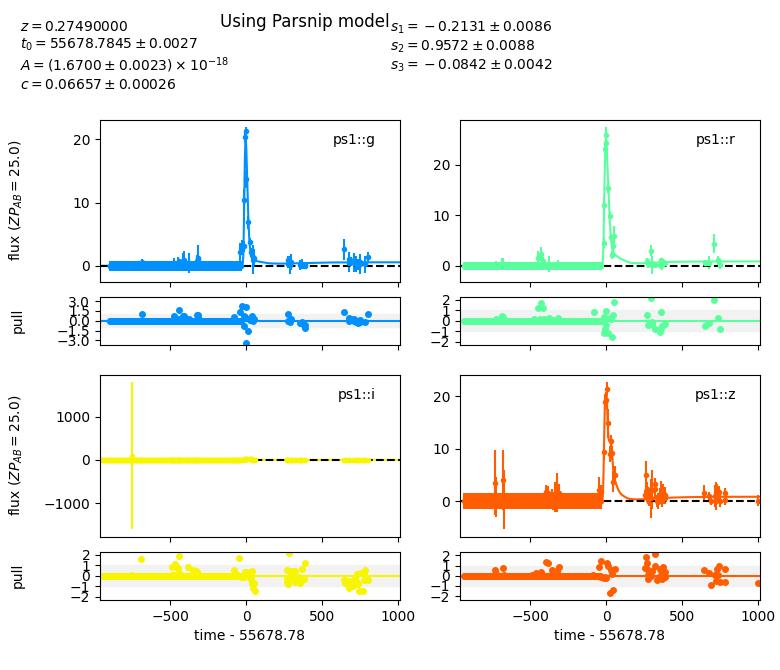 Using Parsnip model
z = 0.27490000
t₀ = 55678.7845 ± 0.0027
A = (1.6700 ± 0.0023) × 10⁻¹⁸
c = 0.06657 ± 0.00026
s₁ = −0.2131 ± 0.0086
s₂ = 0.9572 ± 0.0088
s₃ = −0.0842 ± 0.0042
ps1::g
20
10
0
flux (ZP_AB = 25.0)
3.0
1.5
0.0
−1.5
−3.0
pull
ps1::r
20
10
0
2
1
0
−1
−2
ps1::i
1000
0
−1000
flux (ZP_AB = 25.0)
2
1
0
−1
−2
pull
−500
0
500
1000
time - 55678.78
ps1::z
20
10
0
2
1
0
−1
−2
−500
0
500
1000
time - 55678.78